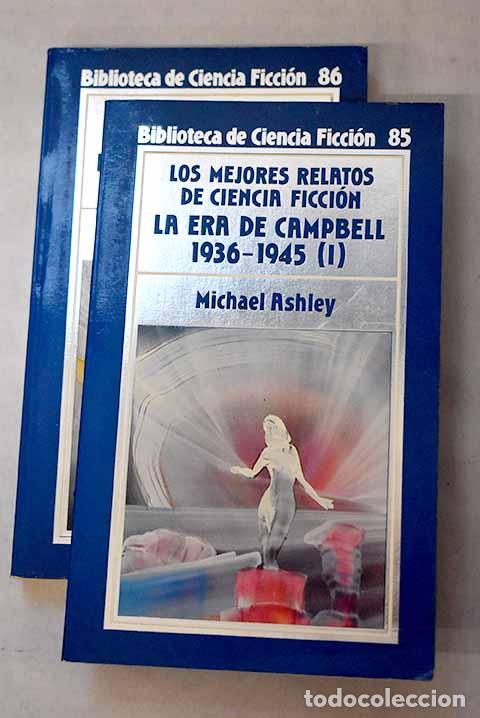 Biblioteca de Ciencia Ficción 86
Biblioteca de Ciencia Ficción 85
LOS MEJORES RELATOS
DE CIENCIA FICCIÓN
LA ERA DE CAMPBELL
1936-1945 (I)
Michael Ashley
todocoleccion